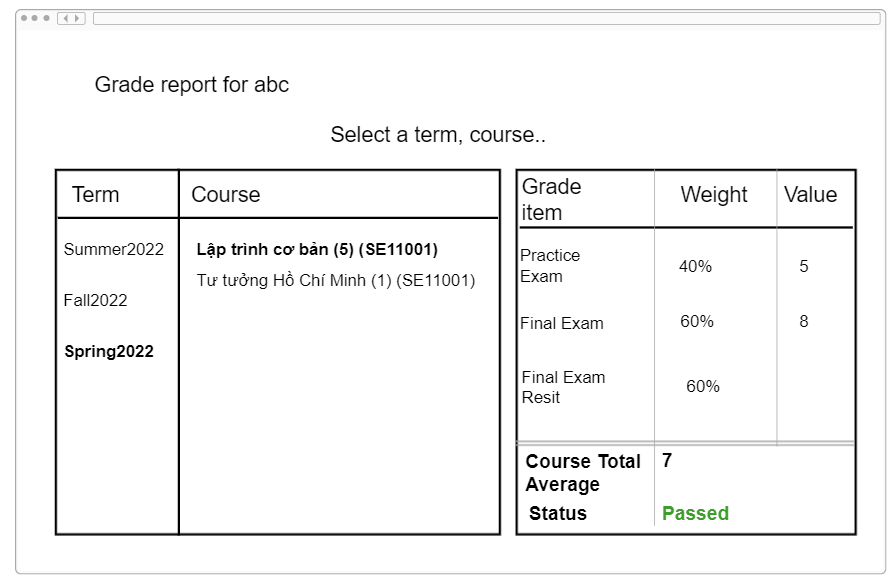 Grade report for abc
Select a term, course..
Term
Course
Summer2022
Fall2022
Spring2022
Lập trình cơ bản (5) (SE11001)
Tư tưởng Hồ Chí Minh (1) (SE11001)
Grade
item
Weight
Value
Practice
Exam
40%
5
Final Exam
60%
8
Final Exam
Resit
60%
Course Total
Average
7
Status
Passed